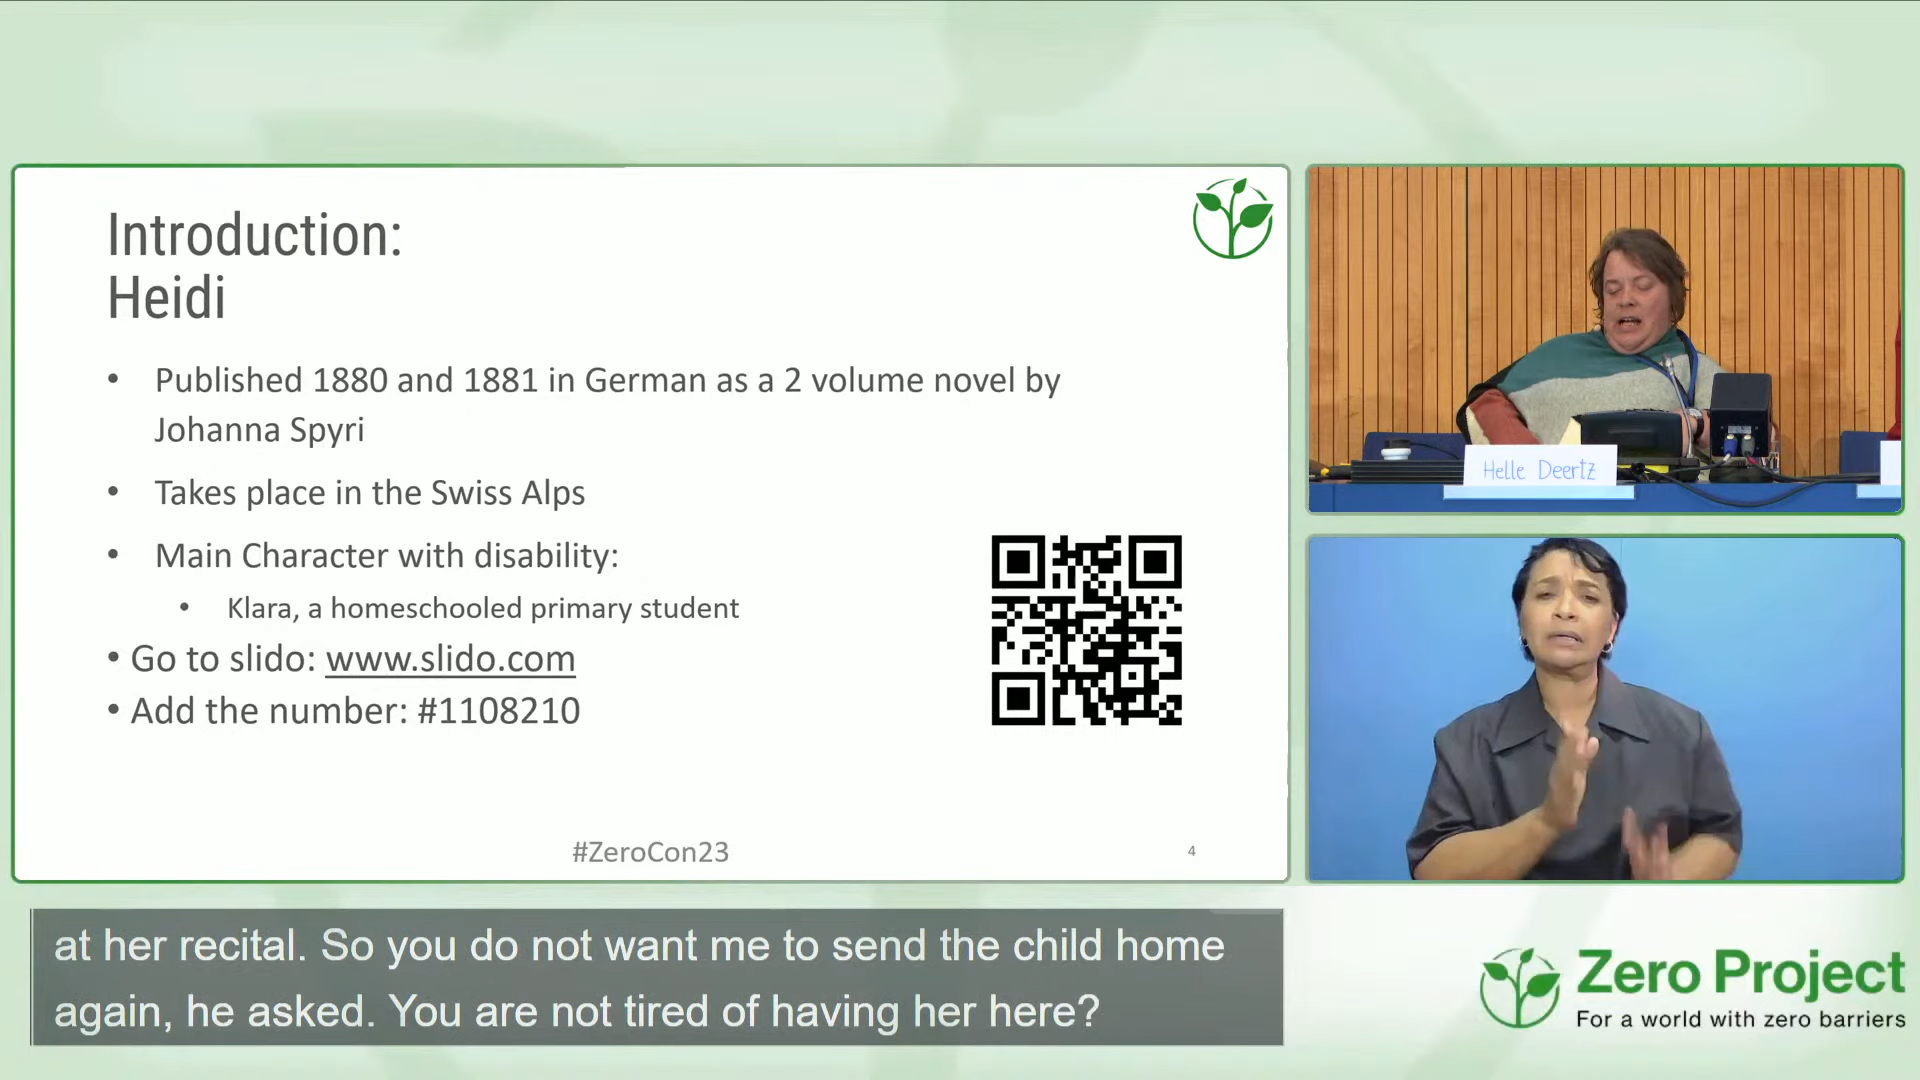 Introduction:
Heidi
• Published 1880 and 1881 in German as a 2 volume novel by
Johanna Spyri
• Takes place in the Swiss Alps
• Main Character with disability:
• Klara, a homeschooled primary student
• Go to slido: www.slido.com
• Add the number: #1108210
#ZeroCon23
4
Helle Deertz
at her recital. So you do not want me to send the child home
again, he asked. You are not tired of having her here?
Zero Project
For a world with zero barriers